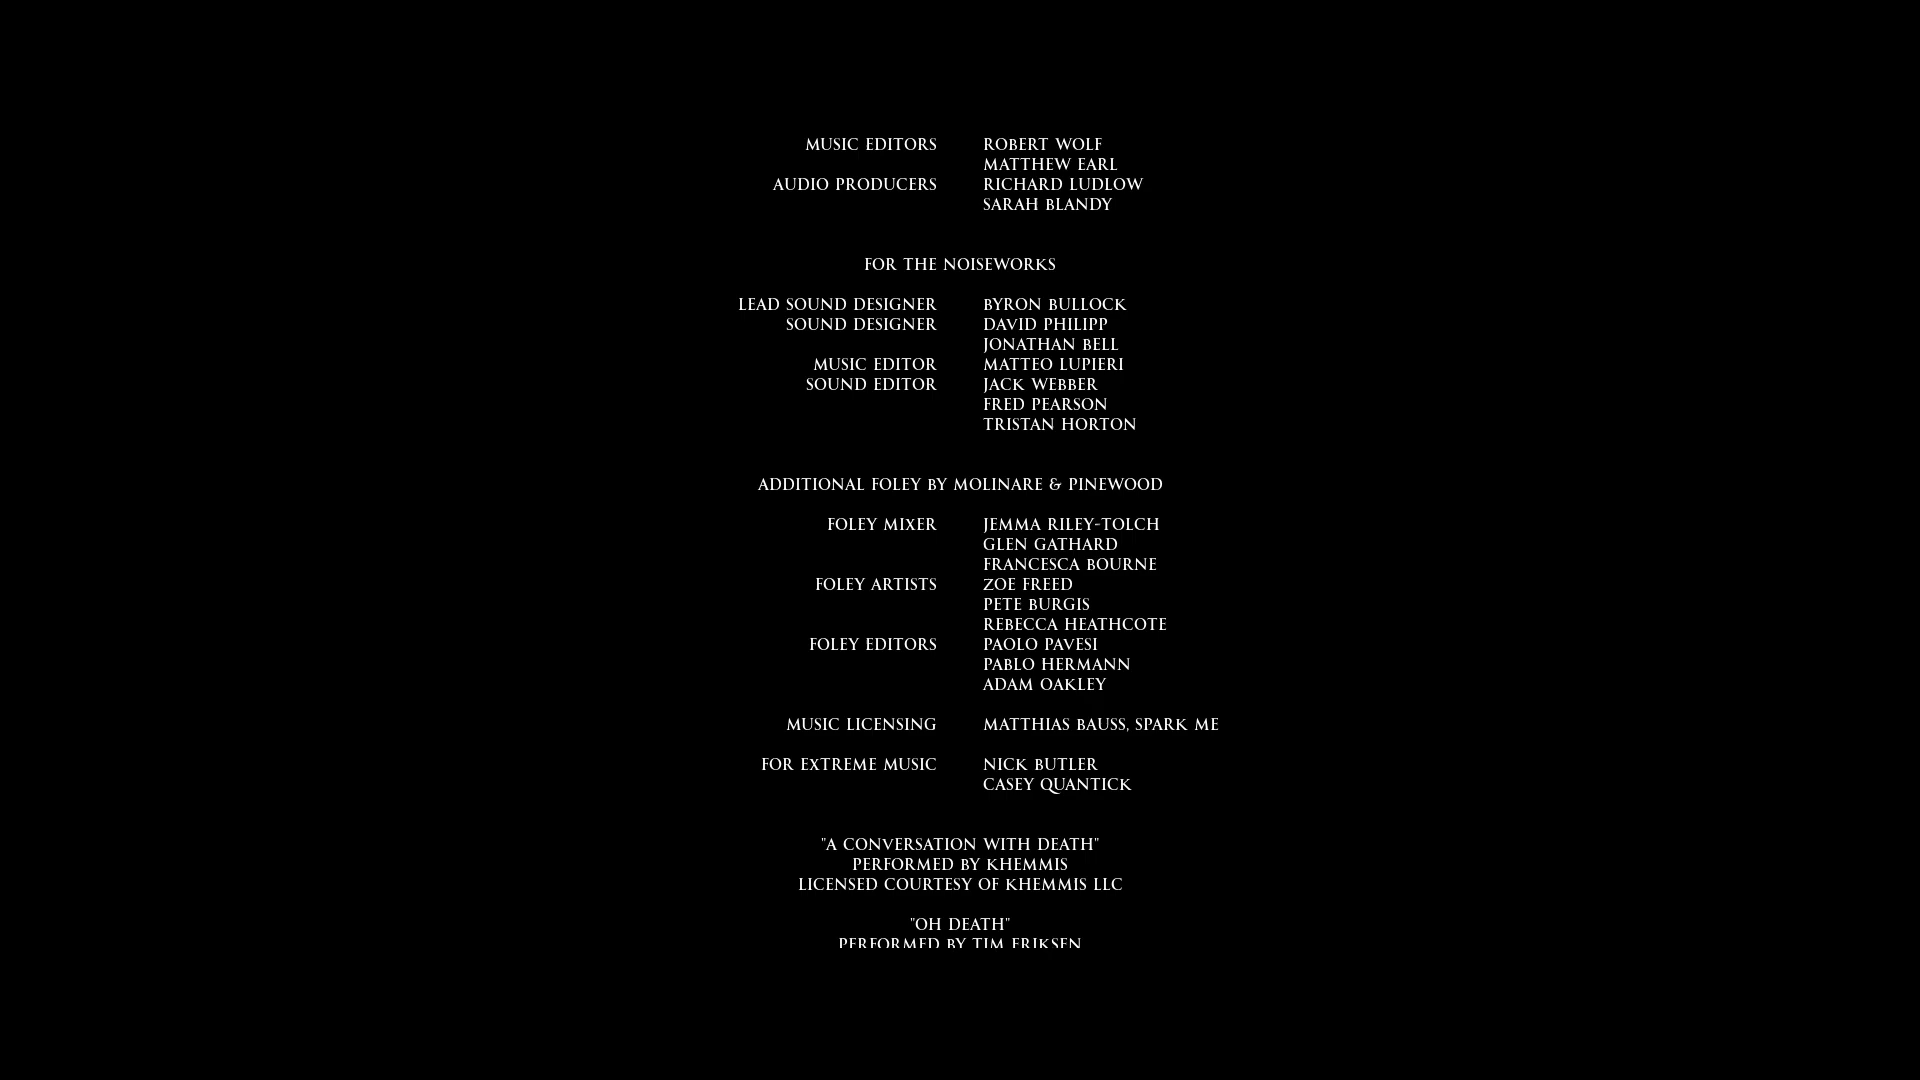 MUSIC EDITORS ROBERT WOLF
MATTHEW EARL
AUDIO PRODUCERS RICHARD LUDLOW
SARAH BLANDY
FOR THE NOISEWORKS
LEAD SOUND DESIGNER BYRON BULLOCK
SOUND DESIGNER DAVID PHILIPP
JONATHAN BELL
MUSIC EDITOR MATTEO LUPIERI
SOUND EDITOR JACK WEBBER
FRED PEARSON
TRISTAN HORTON
ADDITIONAL FOLEY BY MOLINARE & PINEWOOD
FOLEY MIXER JEMMA RILEY-TOLCH
GLEN GATHARD
FRANCESCA BOURNE
FOLEY ARTISTS ZOE FREED
PETE BURGIS
REBECCA HEATHCOTE
FOLEY EDITORS PAOLO PAVESI
PABLO HERMANN
ADAM OAKLEY
MUSIC LICENSING MATTHIAS BAUSS, SPARK ME
FOR EXTREME MUSIC NICK BUTLER
CASEY QUANTICK
"A CONVERSATION WITH DEATH"
PERFORMED BY KHEMMIS
LICENSED COURTESY OF KHEMMIS LLC
"OH DEATH"
PERFORMED BY TIM ERIKSEN